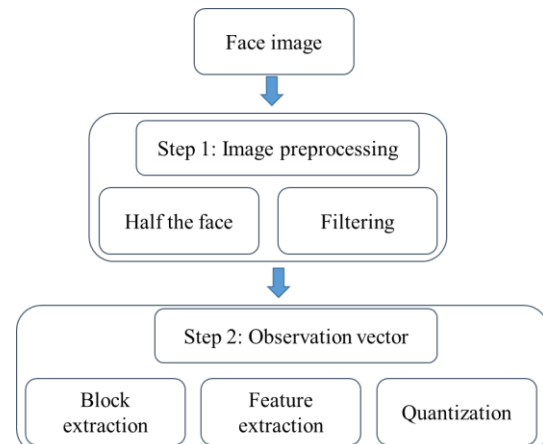 Face image
Step 1: Image preprocessing
Half the face
Filtering
Step 2: Observation vector
Block
extraction
Feature
extraction
Quantization